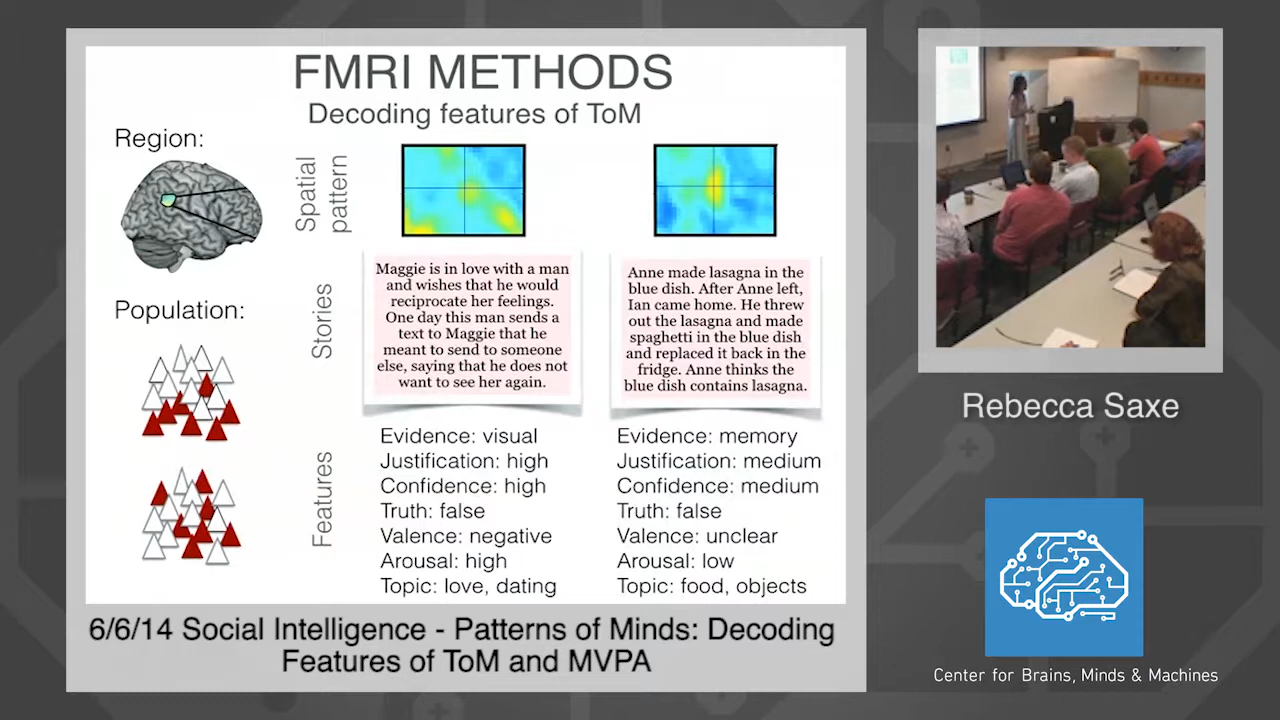 FMRI METHODS
Decoding features of ToM
Region:
Population:
Spatial
pattern
Stories
Maggie is in love with a man
and wishes that he would
reciprocate her feelings.
One day this man sends a
text to Maggie that he
meant to send to someone
else, saying that he does not
want to see her again.
Anne made lasagna in the
blue dish. After Anne left,
Ian came home. He threw
out the lasagna and made
spaghetti in the blue dish
and replaced it back in the
fridge. Anne thinks the
blue dish contains lasagna.
Features
Evidence: visual
Justification: high
Confidence: high
Truth: false
Valence: negative
Arousal: high
Topic: love, dating
Evidence: memory
Justification: medium
Confidence: medium
Truth: false
Valence: unclear
Arousal: low
Topic: food, objects
6/6/14 Social Intelligence - Patterns of Minds: Decoding
Features of ToM and MVPA
Rebecca Saxe
Center for Brains, Minds & Machines